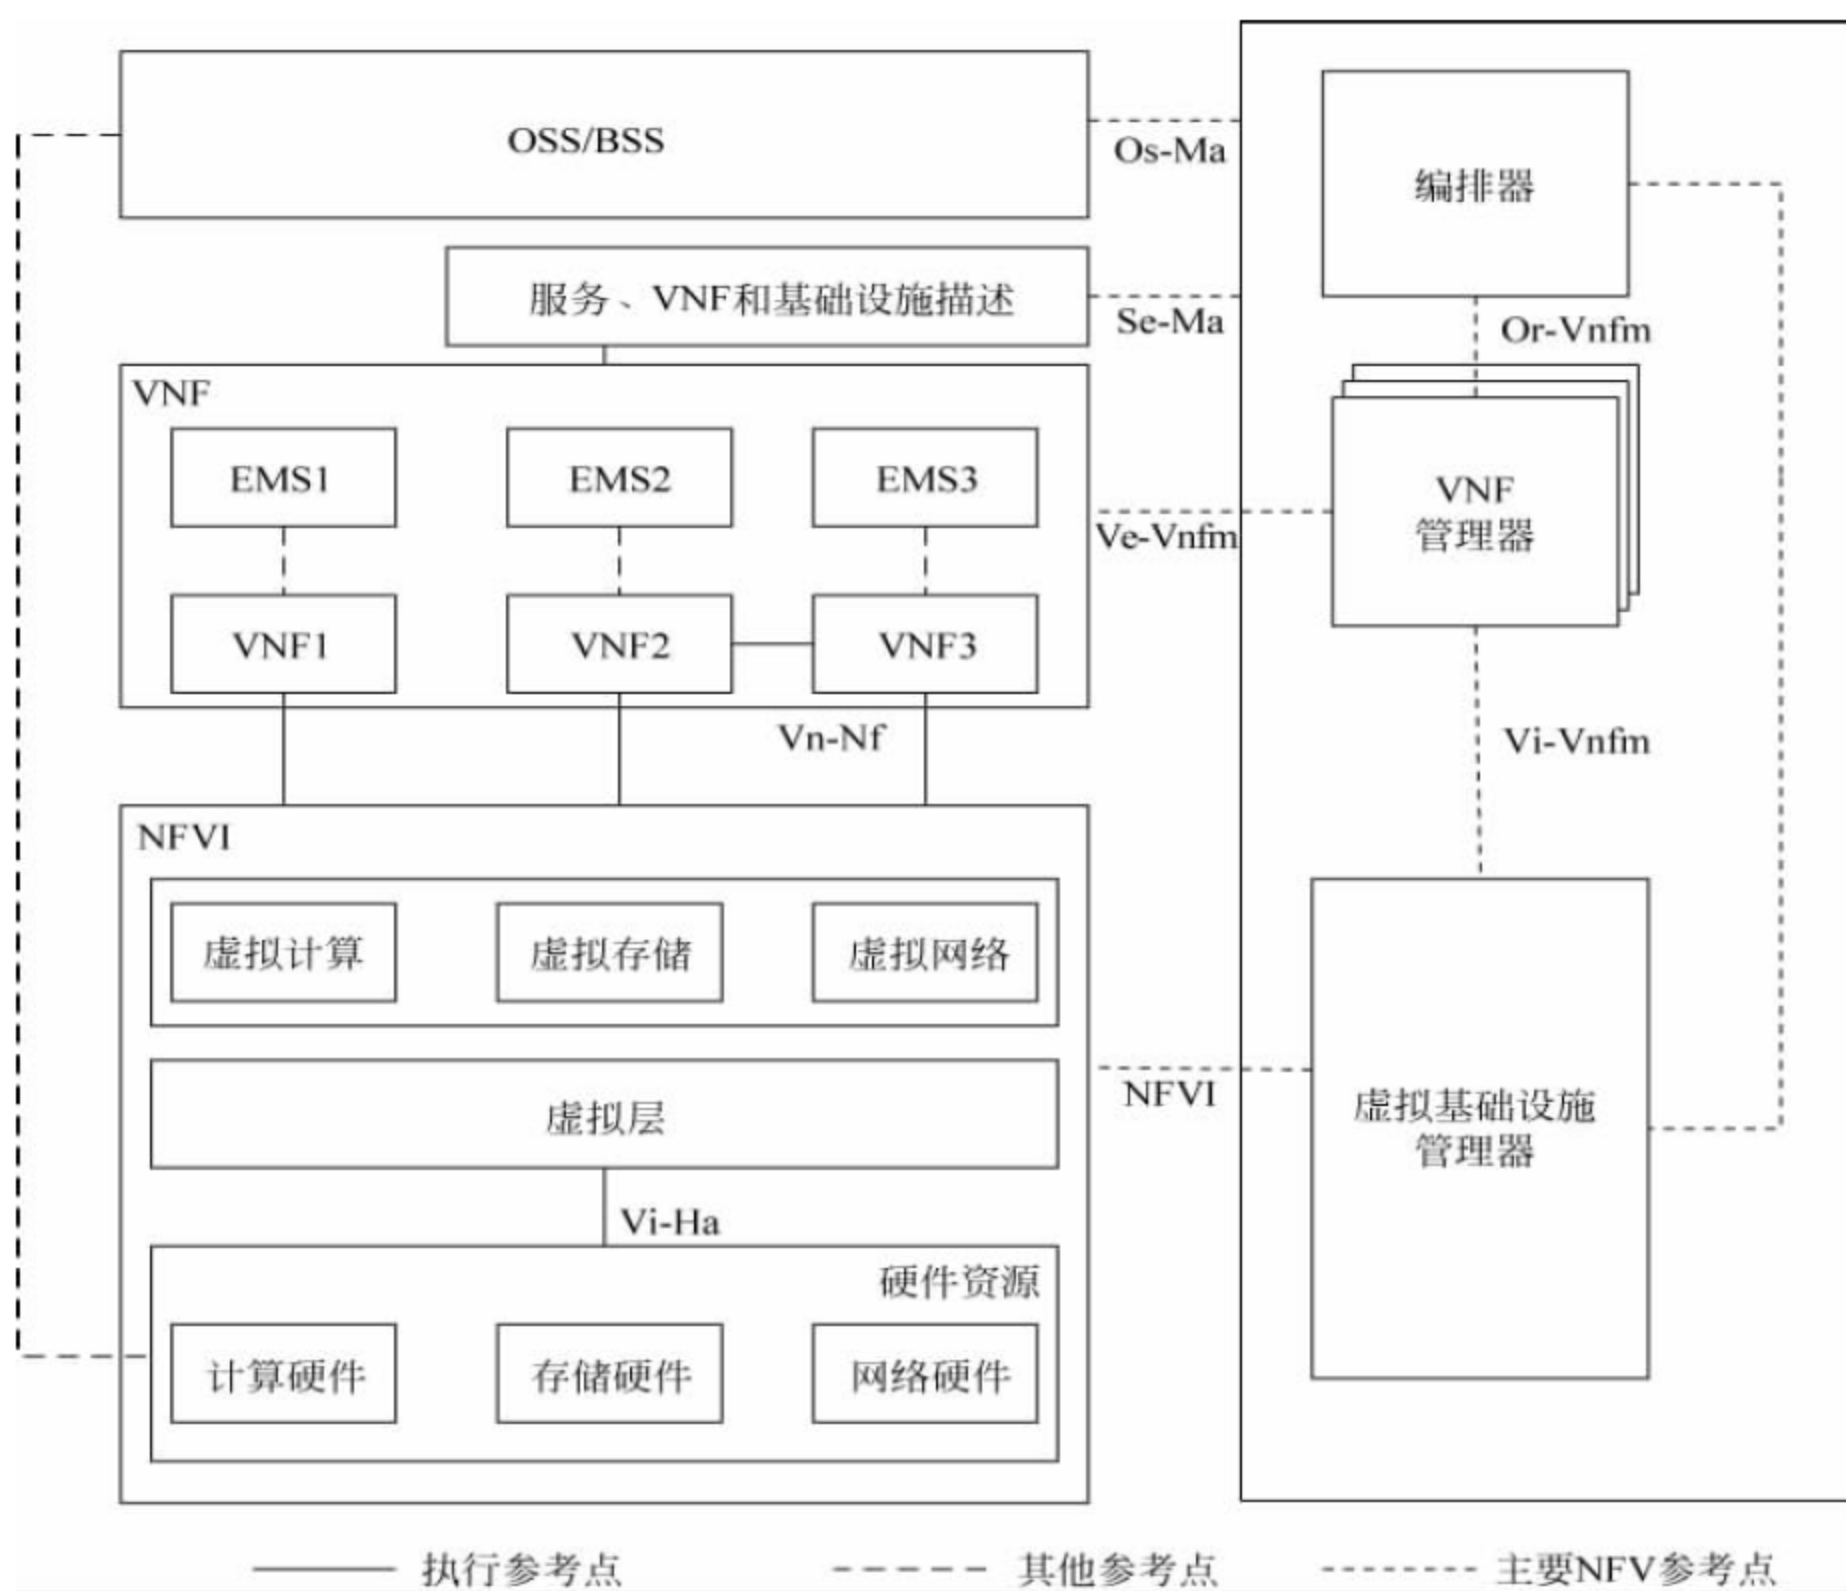 OSS/BSS
Os-Ma
编排器
服务、VNF和基础设施描述
Se-Ma
Or-Vnfm
VNF
EMS1
EMS2
EMS3
Ve-Vnfm
VNF
管理器
VNF1
VNF2
VNF3
Vn-Nf
Vi-Vnfm
NFVI
虚拟计算
虚拟存储
虚拟网络
NFVI
虚拟基础设施
管理器
虚拟层
Vi-Ha
硬件资源
计算硬件
存储硬件
网络硬件
执行参考点
其他参考点
主要NFV参考点